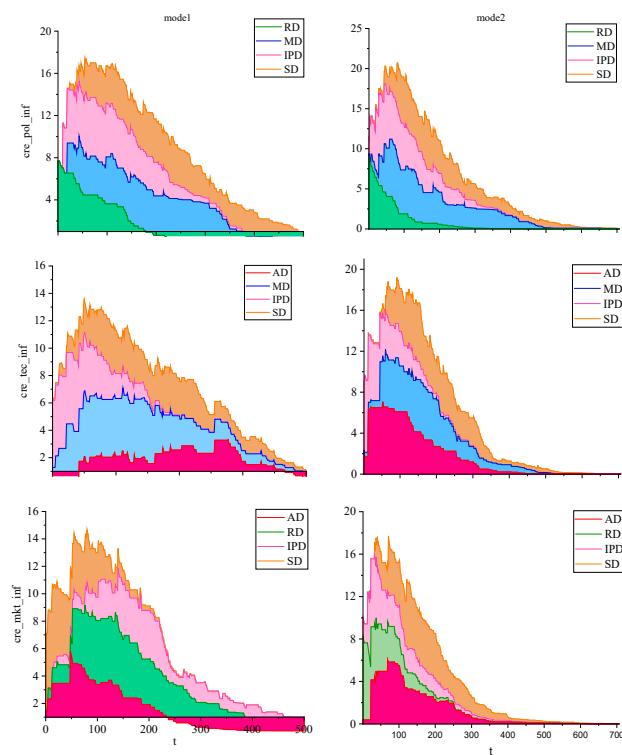 mode1
mode2
20
16
12
8
4
cre_pol_inf
RD
MD
IPD
SD
25
20
15
10
5
0
RD
MD
IPD
SD
16
14
12
10
8
6
4
2
cre_tec_inf
AD
MD
IPD
SD
20
16
12
8
4
0
AD
MD
IPD
SD
16
14
12
10
8
6
4
2
cre_mkt_inf
AD
RD
IPD
SD
0 100 200 300 400 500
t
20
16
12
8
4
0
AD
RD
IPD
SD
100 200 300 400 500 600 700
t